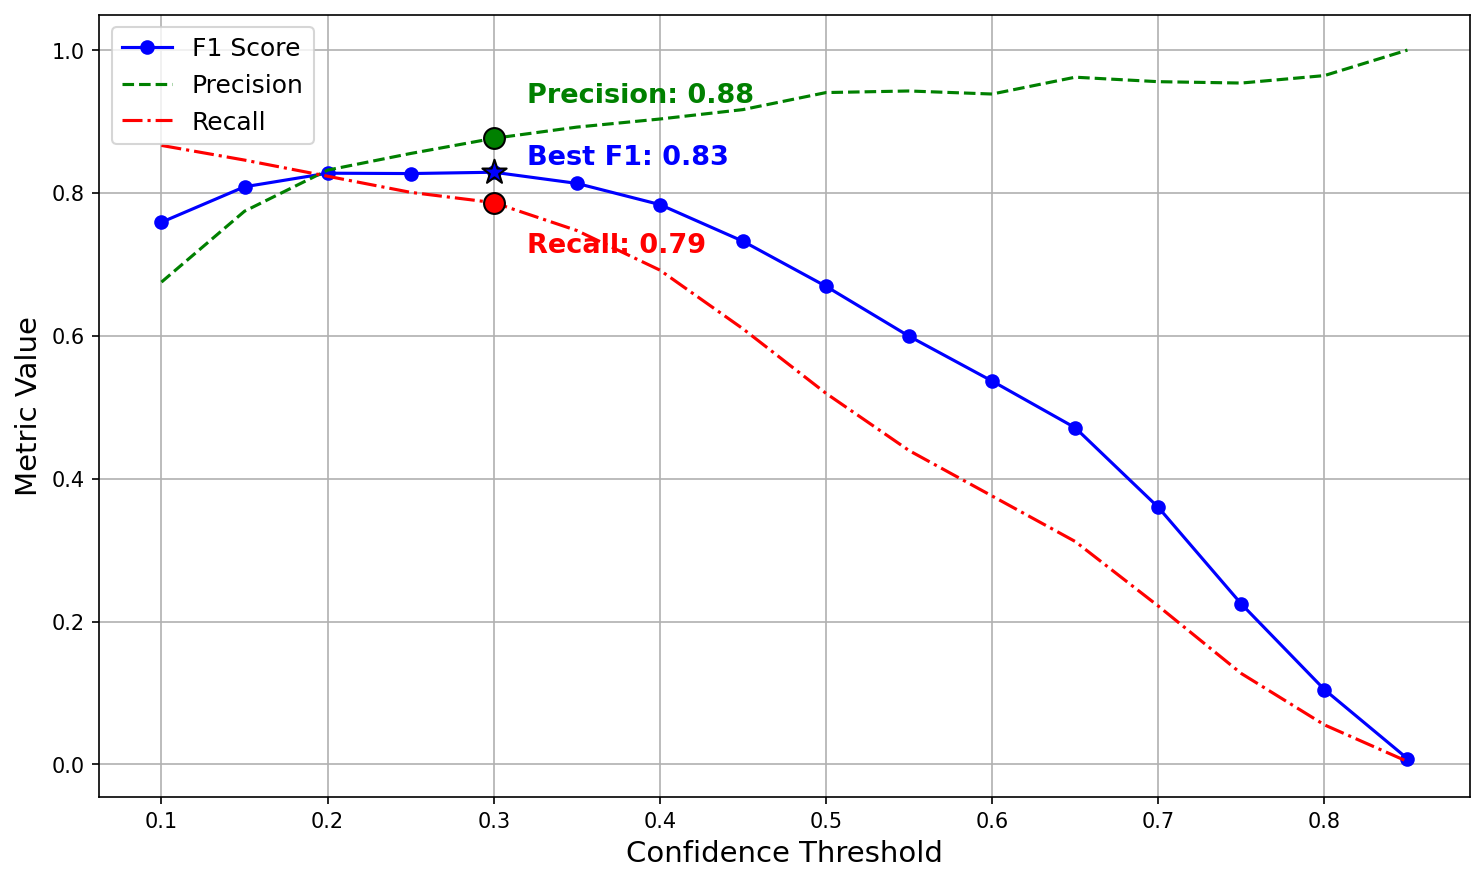 F1 Score
Precision
Recall
Precision: 0.88
Best F1: 0.83
Recall: 0.79
Metric Value
1.0
0.8
0.6
0.4
0.2
0.0
0.1 0.2 0.3 0.4 0.5 0.6 0.7 0.8
Confidence Threshold